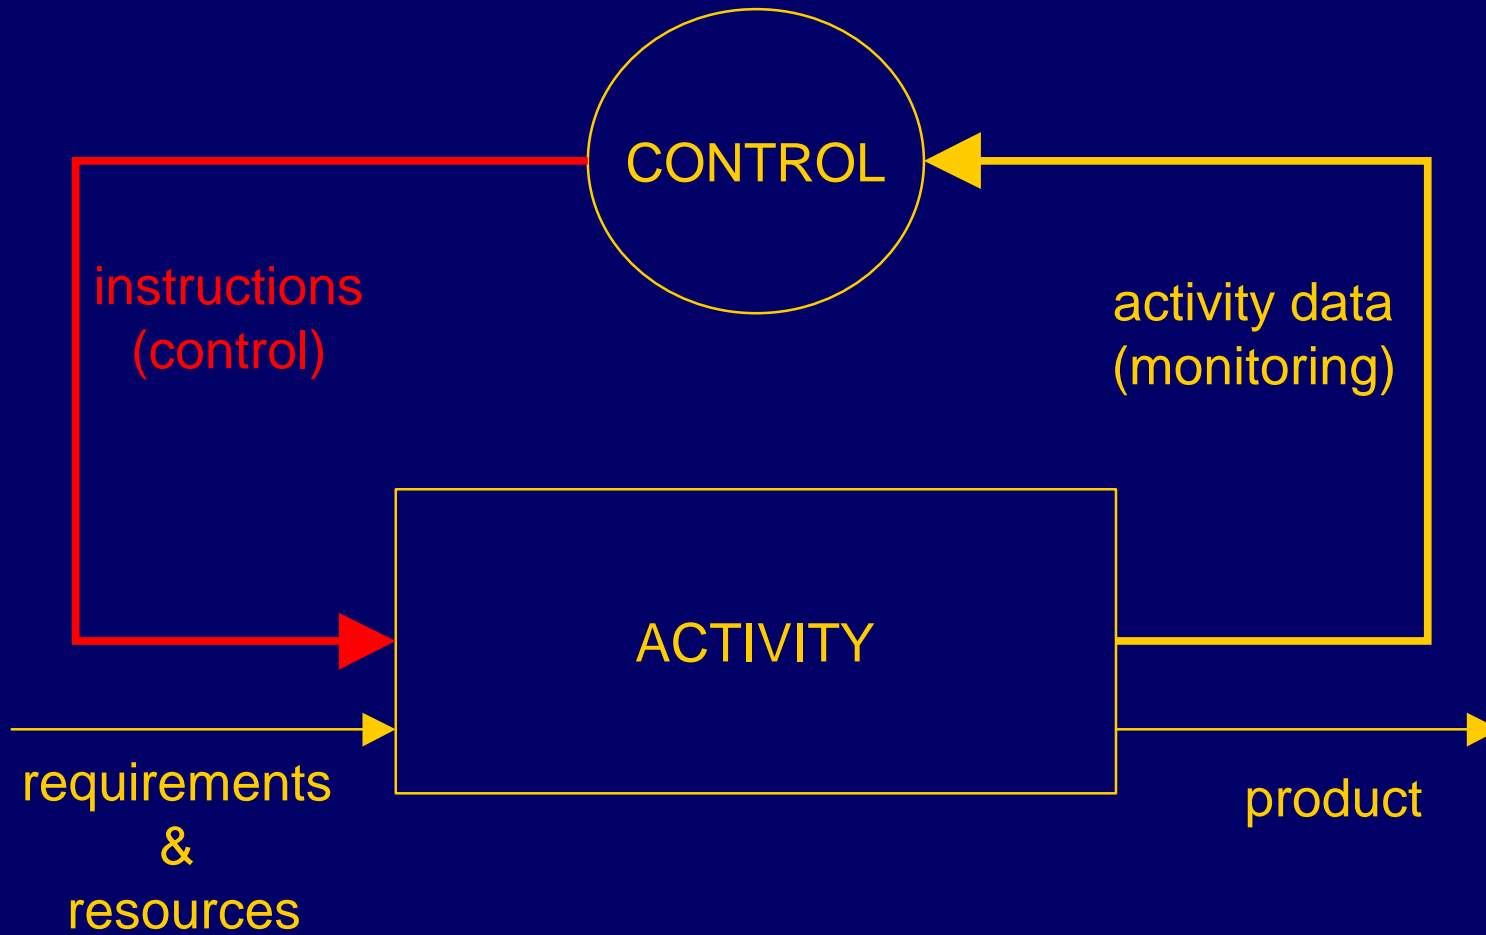 CONTROL
instructions
(control)
activity data
(monitoring)
ACTIVITY
requirements
&
resources
product